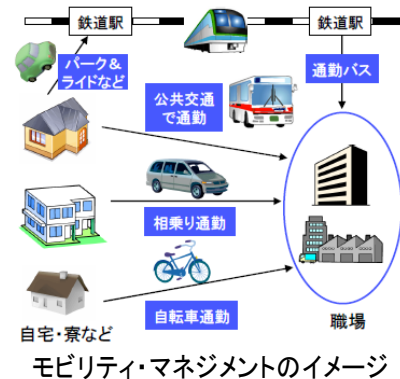 鉄道駅
鉄道駅
パーク&
ライドなど
通勤バス
公共交通
で通勤
相乗り通勤
自転車通勤
自宅・寮など
職場
モビリティ・マネジメントのイメージ